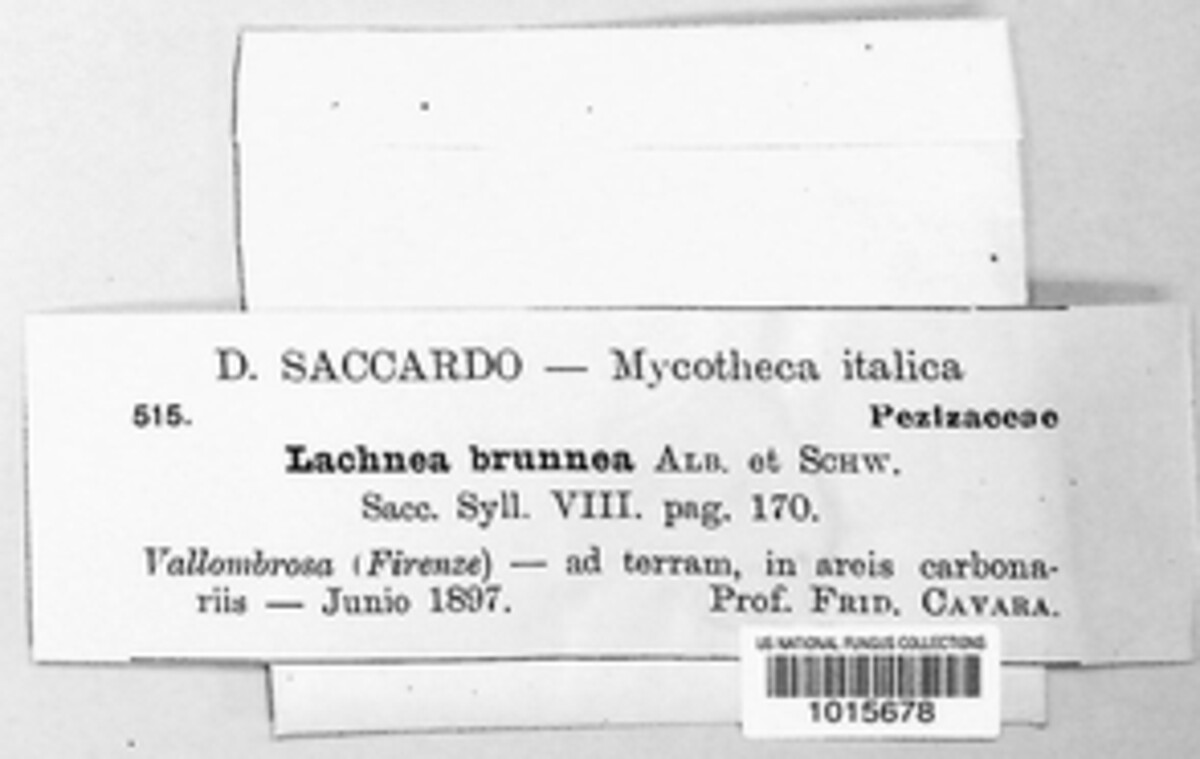 D. SACCARDO — Mycotheca italica
515. Pezizaceae
Lachnea brunnea ALB. et SCHW.
Sacc. Syll. VIII. pag. 170.
Vallombrosa (Firenze) — ad terram, in areis carbona-
riis — Junio 1897. Prof. FRID. CAVARA.
US NATIONAL FUNGUS COLLECTIONS
1015678